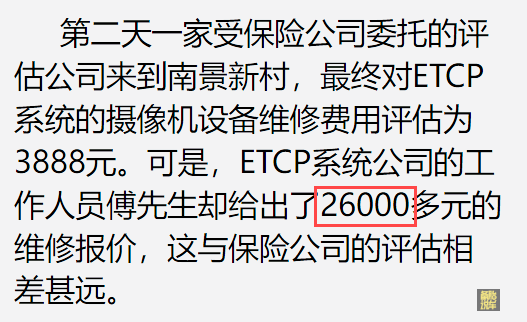 第二天一家受保险公司委托的评
估公司来到南景新村，最终对ETCP
系统的摄像机设备维修费用评估为
3888元。可是，ETCP系统公司的工
作人员傅先生却给出了26000多元的
维修报价，这与保险公司的评估相
差甚远。